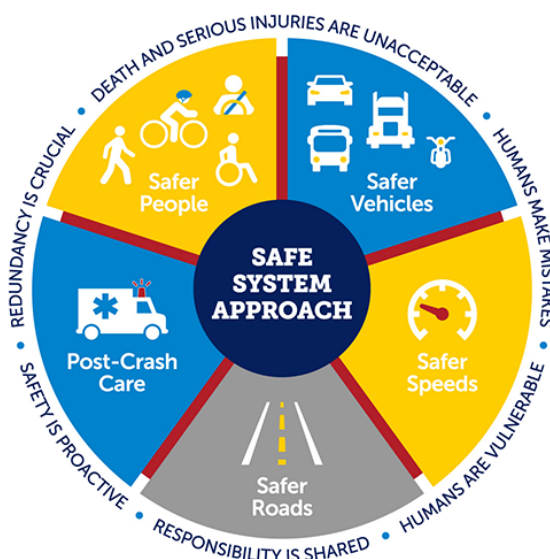 DEATH AND SERIOUS INJURIES ARE UNACCEPTABLE
HUMANS MAKE MISTAKES
HUMANS ARE VULNERABLE
RESPONSIBILITY IS SHARED
SAFETY IS PROACTIVE
REDUNDANCY IS CRUCIAL
Safer
People
Safer
Vehicles
SAFE
SYSTEM
APPROACH
Post-Crash
Care
Safer
Speeds
Safer
Roads